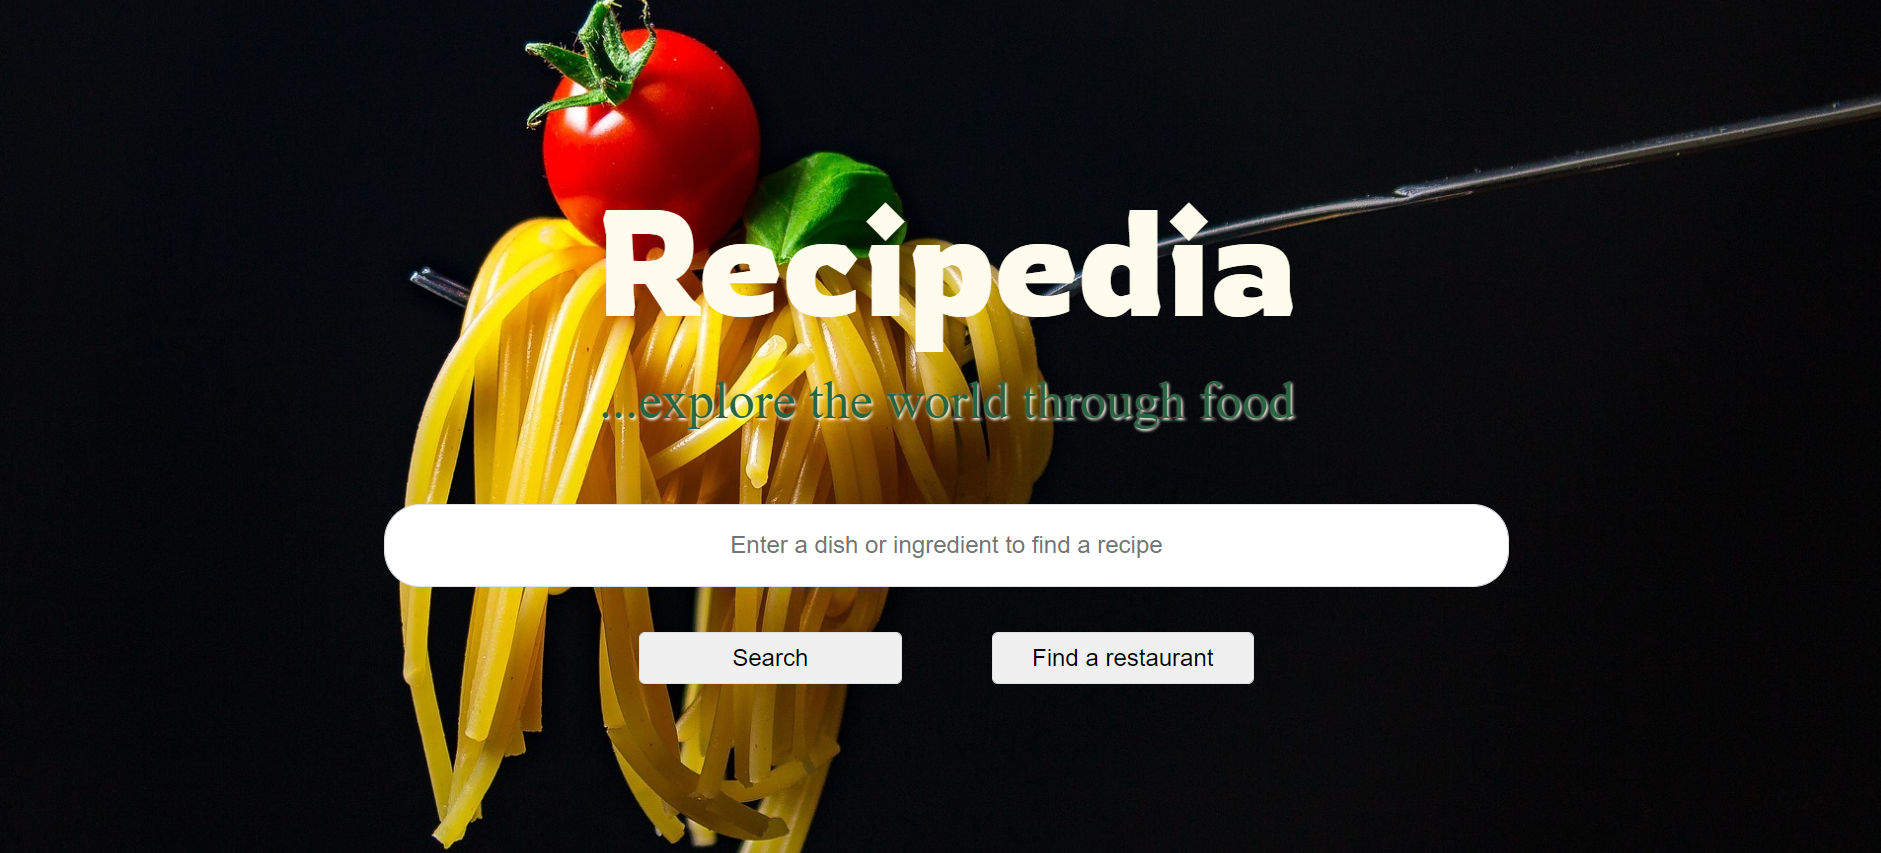 Recipedia
...explore the world through food
Enter a dish or ingredient to find a recipe
Search
Find a restaurant